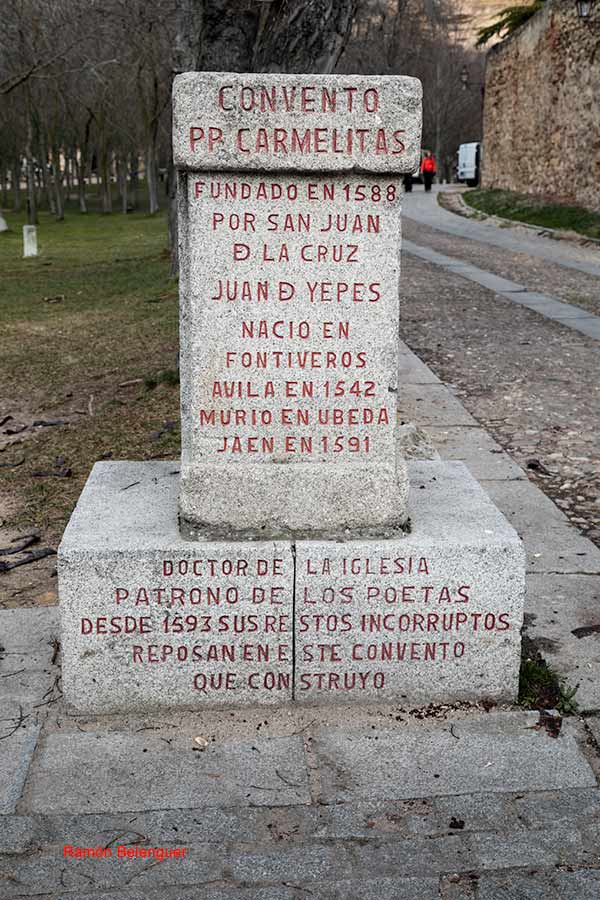 CONVENTO
PP. CARMELITAS
FUNDADO EN 1588
POR SAN JUAN
Đ LA CRUZ
JUAN Đ YEPES
NACIO EN
FONTIVEROS
AVILA EN 1542
MURIO EN UBEDA
JAEN EN 1591
DOCTOR DE LA IGLESIA
PATRONO DE LOS POETAS
DESDE 1593 SUS RESTOS INCORRUPTOS
REPOSAN EN ESTE CONVENTO
QUE CONSTRUYO
Ramón Belenguer